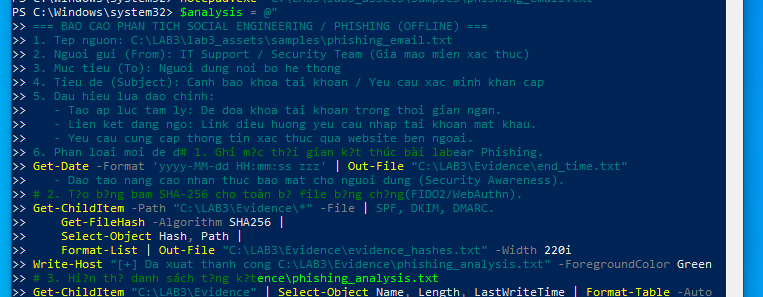 PS C:\Windows\system32> $analysis = @"
>> === BAO CAO PHAN TICH SOCIAL ENGINEERING / PHISHING (OFFLINE) ===
>> 1. Tep nguon: C:\LAB3\lab3_assets\samples\phishing_email.txt
>> 2. Nguoi gui (From): IT Support / Security Team (Gia mao mien xac thuc)
>> 3. Muc tieu (To): Nguoi dung noi bo he thong
>> 4. Tieu de (Subject): Canh bao khoa tai khoan / Yeu cau xac minh khan cap
>> 5. Dau hieu lua dao chinh:
>>    - Tao ap luc tam ly: De doa khoa tai khoan trong thoi gian ngan.
>>    - Lien ket dang ngo: Link dieu huong yeu cau nhap tai khoan mat khau.
>>    - Yeu cau cung cap thong tin xac thuc qua website ben ngoai.
>> 6. Phan loai moi de d# 1. Ghi m?c th?i gian k?t thúc bài labear Phishing.
>> Get-Date -Format 'yyyy-MM-dd HH:mm:ss zzz' | Out-File "C:\LAB3\Evidence\end_time.txt"
>>    - Dao tao nang cao nhan thuc bao mat cho nguoi dung (Security Awareness).
>> # 2. T?o b?ng bam SHA-256 cho toàn b? file b?ng ch?ng(FIDO2/WebAuthn).
>> Get-ChildItem -Path "C:\LAB3\Evidence\*" -File | SPF, DKIM, DMARC.
>>     Get-FileHash -Algorithm SHA256 |
>>     Select-Object Hash, Path |
>>     Format-List | Out-File "C:\LAB3\Evidence\evidence_hashes.txt" -Width 220i
>> Write-Host "[+] Da xuat thanh cong C:\LAB3\Evidence\phishing_analysis.txt" -ForegroundColor Green
>> # 3. Hi?m th? danh sách t?ng k?tence\phishing_analysis.txt
>> Get-ChildItem "C:\LAB3\Evidence" | Select-Object Name, Length, LastWriteTime | Format-Table -Auto